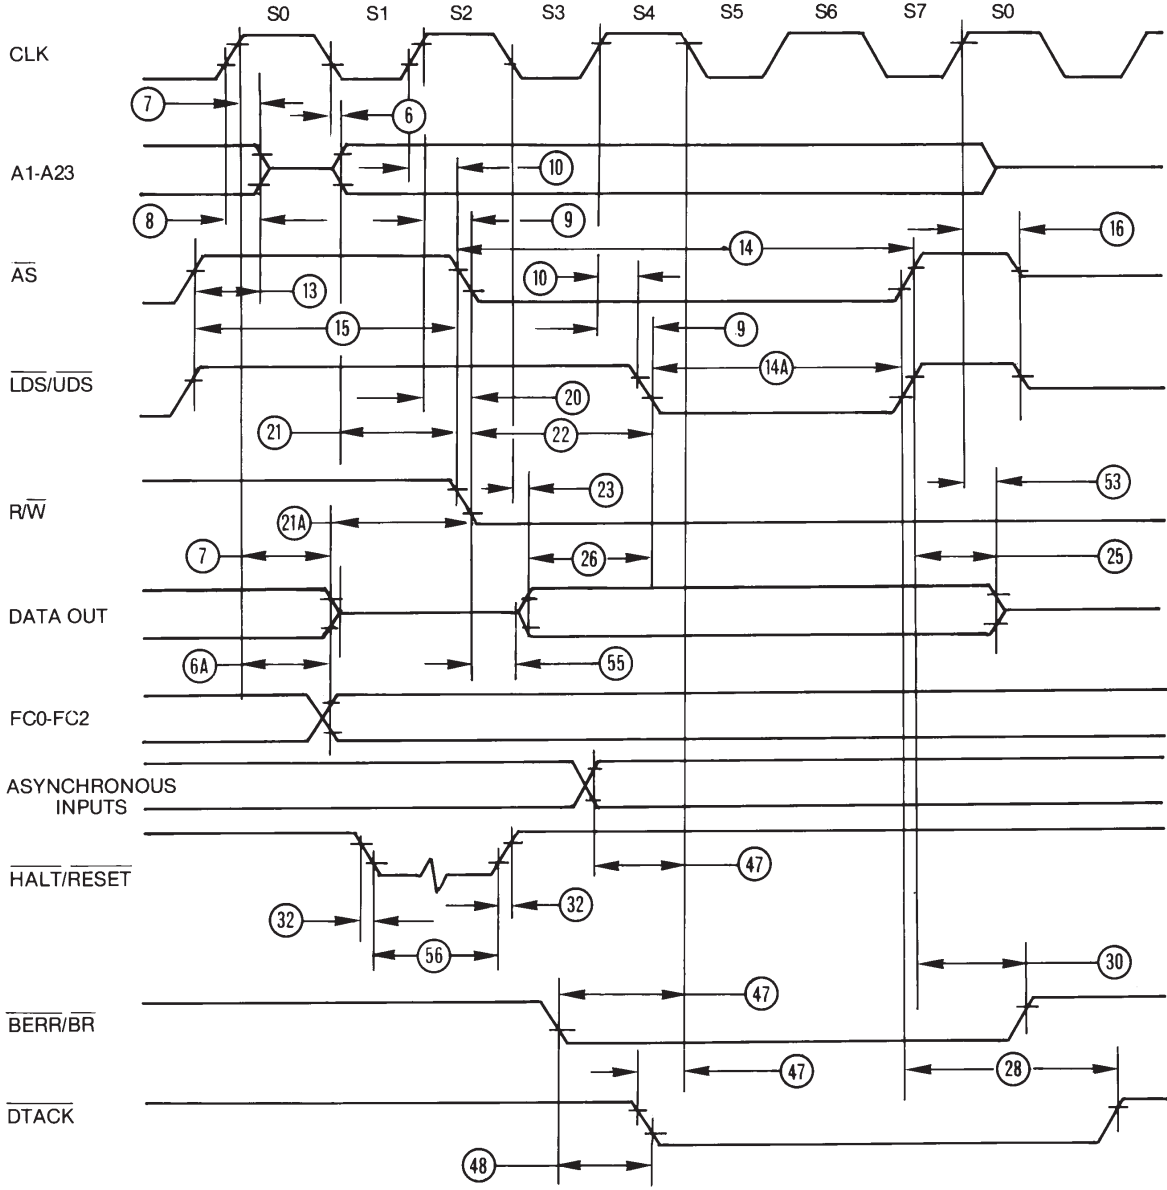 S0 S1 S2 S3 S4 S5 S6 S7 S0
CLK
7
6
A1-A23
10
8
9
16
14
AS
10
13
15
9
LDS/UDS
14A
20
21
22
23
53
R/W
21A
7
26
25
DATA OUT
6A
55
FC0-FC2
ASYNCHRONOUS
INPUTS
HALT/RESET
47
32
32
56
30
47
BERR/BR
47
28
DTACK
48